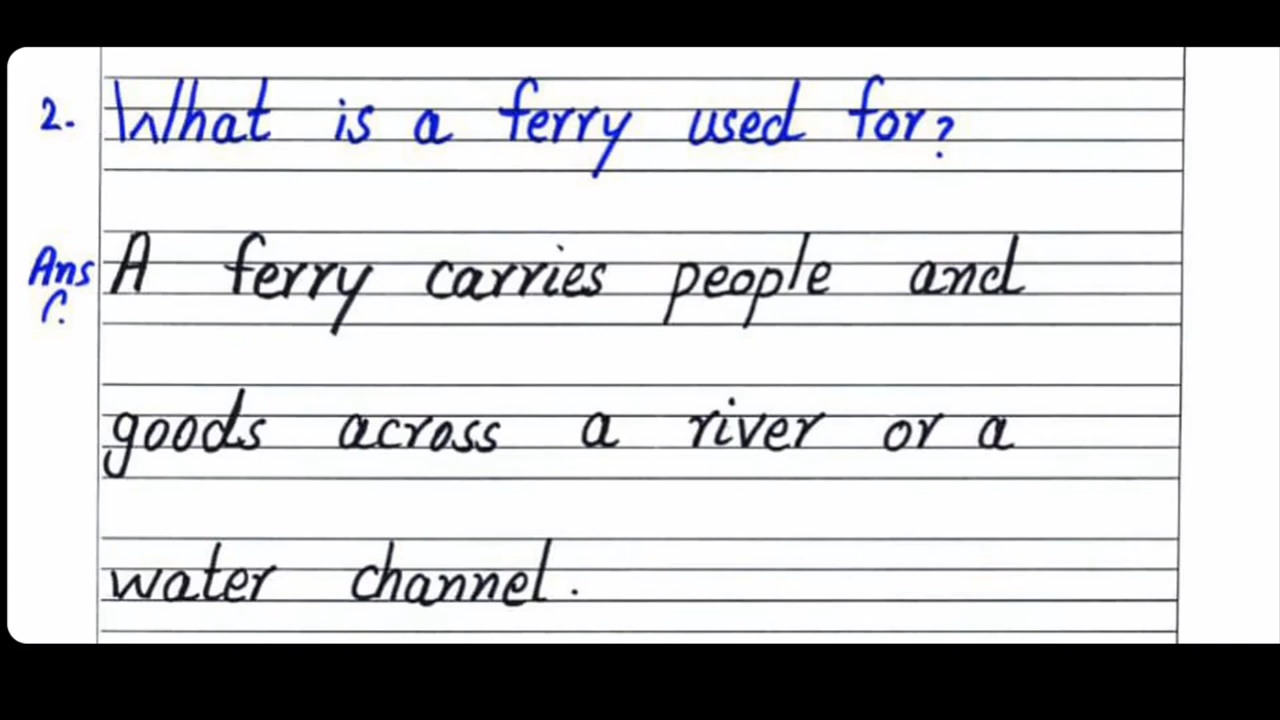 2. What is a ferry used for?
Ans A ferry carries people and
goods across a river or a
water channel.